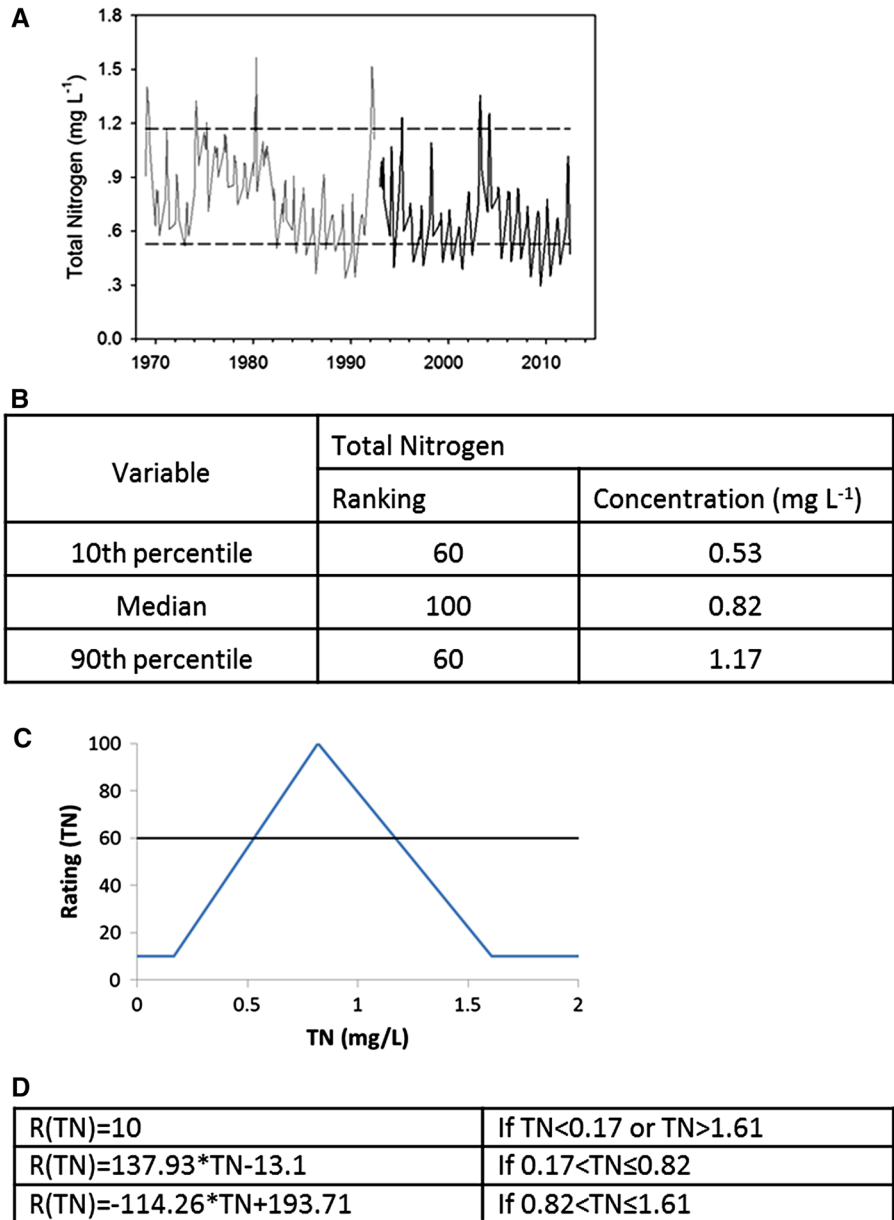 A
1.8
1.5
1.2
.9
.6
.3
0.0
Total Nitrogen (mg L-1)
1970 1980 1990 2000 2010
B
Variable
Total Nitrogen
Ranking Concentration (mg L-1)
10th percentile 60 0.53
Median 100 0.82
90th percentile 60 1.17
C
100
80
60
40
20
0
Rating (TN)
0 0.5 1 1.5 2
TN (mg/L)
D
R(TN)=10 If TN<0.17 or TN>1.61
R(TN)=137.93*TN-13.1 If 0.17<TN≤0.82
R(TN)=-114.26*TN+193.71 If 0.82<TN≤1.61